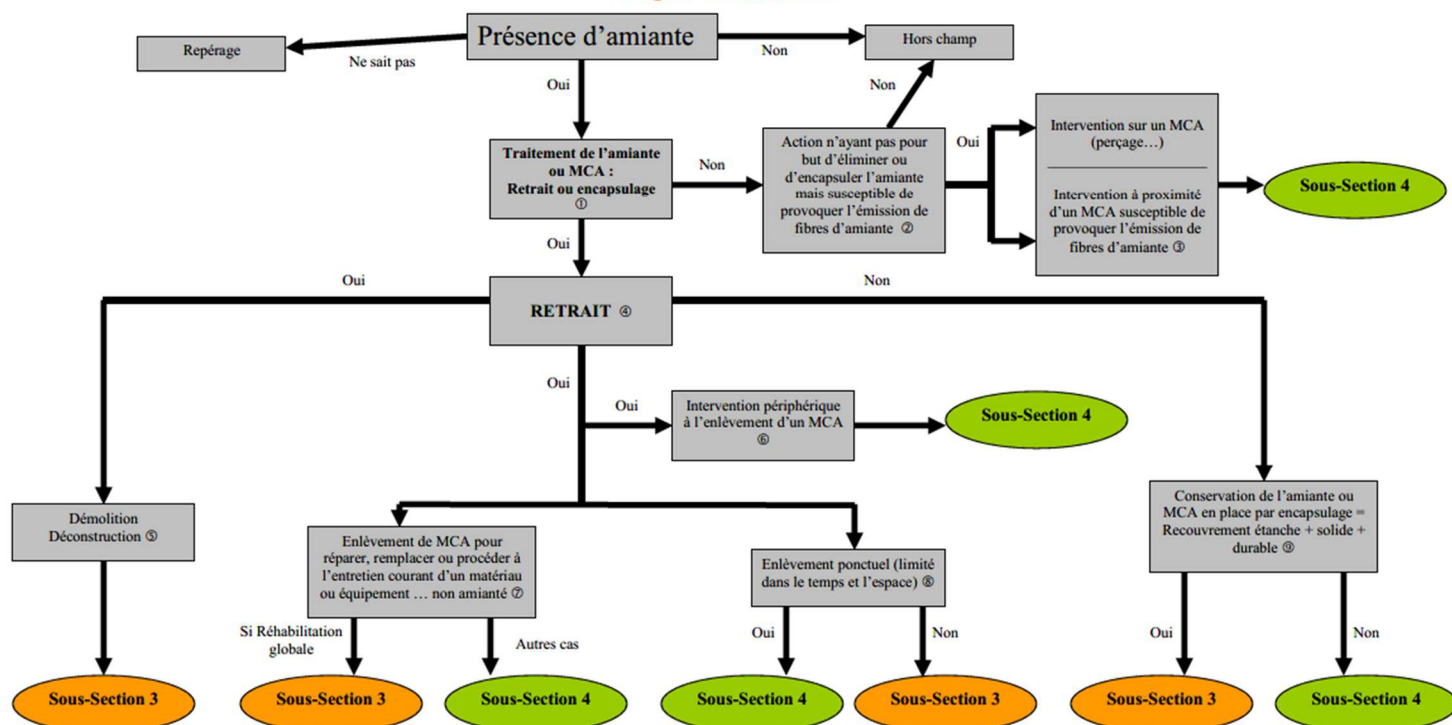 Présence d’amiante
Repérage
Ne sait pas
Non
Hors champ
Oui
Non
Traitement de l’amiante
ou MCA :
Retrait ou encapsulage
①
Non
Action n’ayant pas pour
but d’éliminer ou
d’encapsuler l’amiante
mais susceptible de
provoquer l’émission de
fibres d’amiante ②
Oui
Intervention sur un MCA
(perçage…)
Intervention à proximité
d’un MCA susceptible de
provoquer l’émission de
fibres d’amiante ③
Sous-Section 4
Oui
Oui
RETRAIT ④
Non
Oui
Oui
Intervention périphérique
à l’enlèvement d’un MCA
⑥
Sous-Section 4
Démolition
Déconstruction ⑤
Enlèvement de MCA pour
réparer, remplacer ou procéder à
l’entretien courant d’un matériau
ou équipement … non amianté ⑦
Enlèvement ponctuel (limité
dans le temps et l’espace) ⑧
Conservation de l’amiante ou
MCA en place par encapsulage =
Recouvrement étanche + solide +
durable ⑨
Si Réhabilitation
globale
Autres cas
Oui
Non
Oui
Non
Sous-Section 3
Sous-Section 3
Sous-Section 4
Sous-Section 4
Sous-Section 3
Sous-Section 3
Sous-Section 4